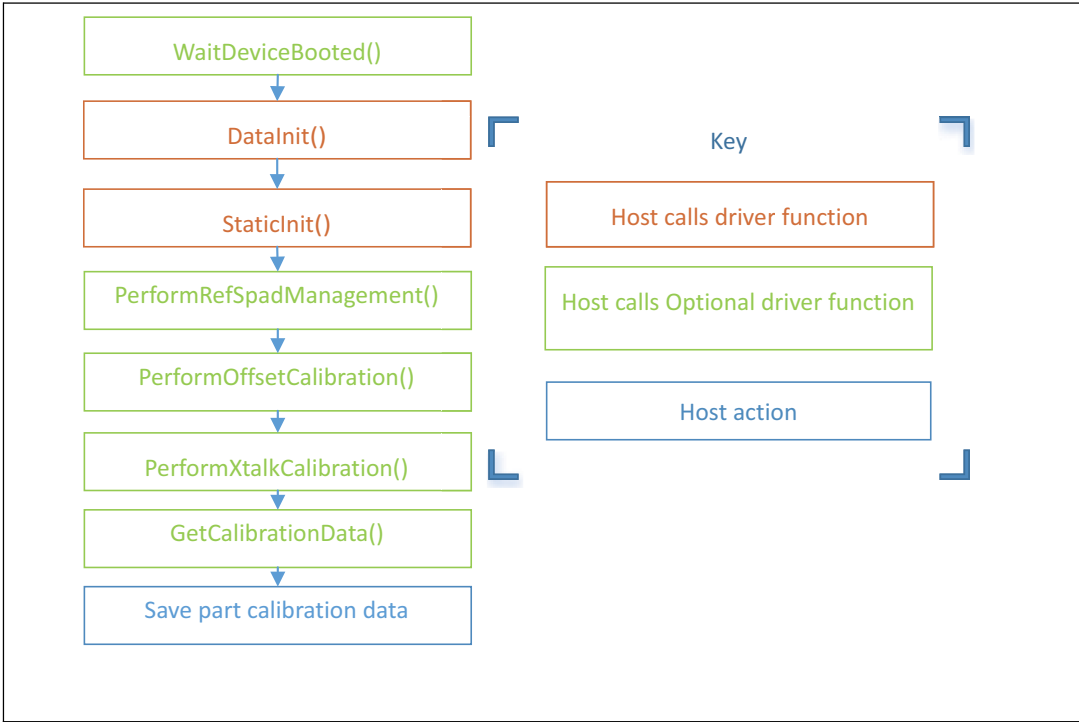 WaitDeviceBooted()
DataInit()
StaticInit()
PerformRefSpadManagement()
PerformOffsetCalibration()
PerformXtalkCalibration()
GetCalibrationData()
Save part calibration data
Key
Host calls driver function
Host calls Optional driver function
Host action